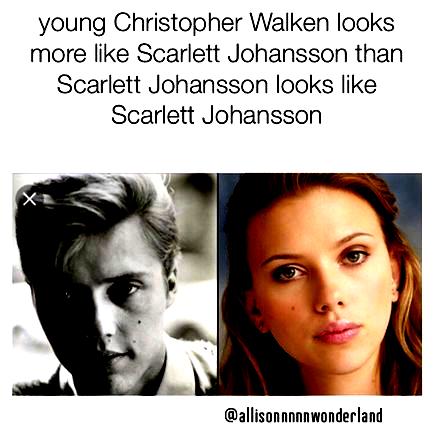 young Christopher Walken looks
more like Scarlett Johansson than
Scarlett Johansson looks like
Scarlett Johansson
@allisonnnnnwonderland